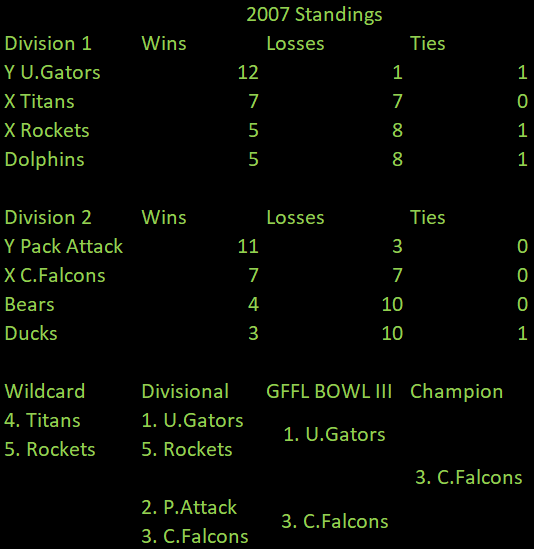 2007 Standings
Division 1 Wins Losses Ties
Y U.Gators 12 1 1
X Titans 7 7 0
X Rockets 5 8 1
Dolphins 5 8 1
Division 2 Wins Losses Ties
Y Pack Attack 11 3 0
X C.Falcons 7 7 0
Bears 4 10 0
Ducks 3 10 1
Wildcard Divisional GFFL BOWL III Champion
4. Titans 1. U.Gators
1. U.Gators
5. Rockets 5. Rockets
3. C.Falcons
2. P.Attack
3. C.Falcons
3. C.Falcons